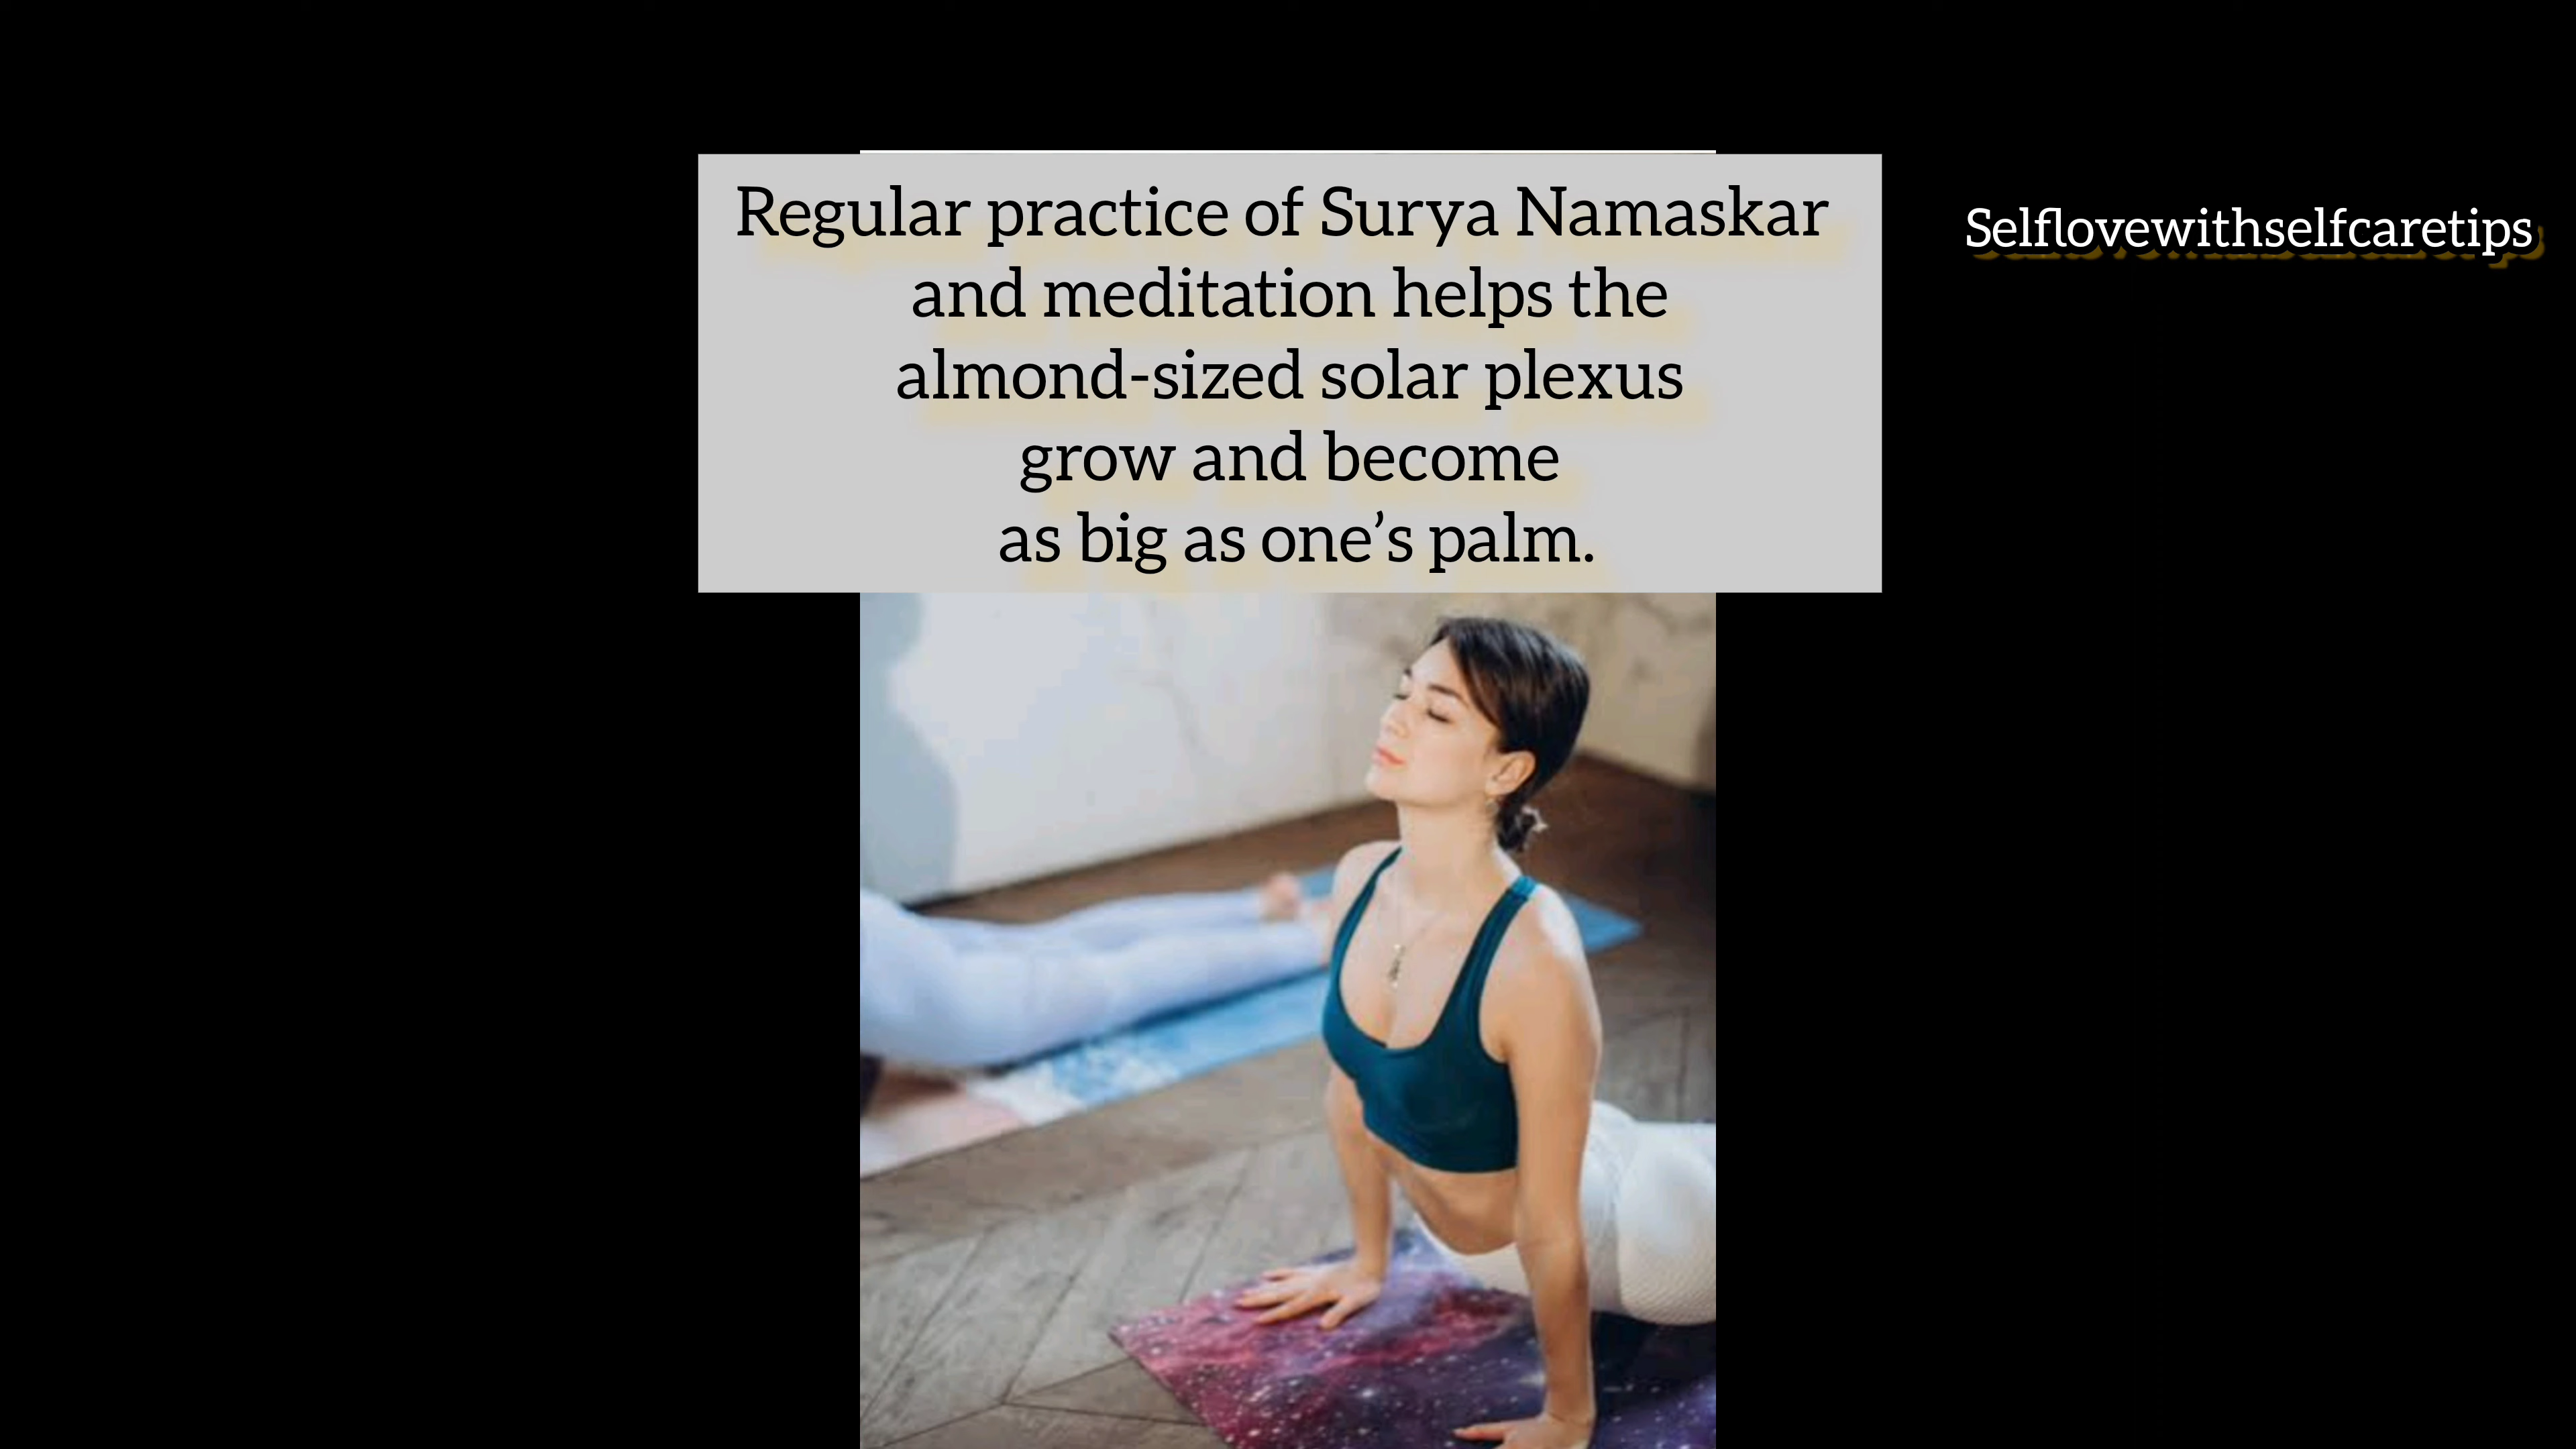 Regular practice of Surya Namaskar
and meditation helps the
almond-sized solar plexus
grow and become
as big as one’s palm.
Selflovewithselfcaretips